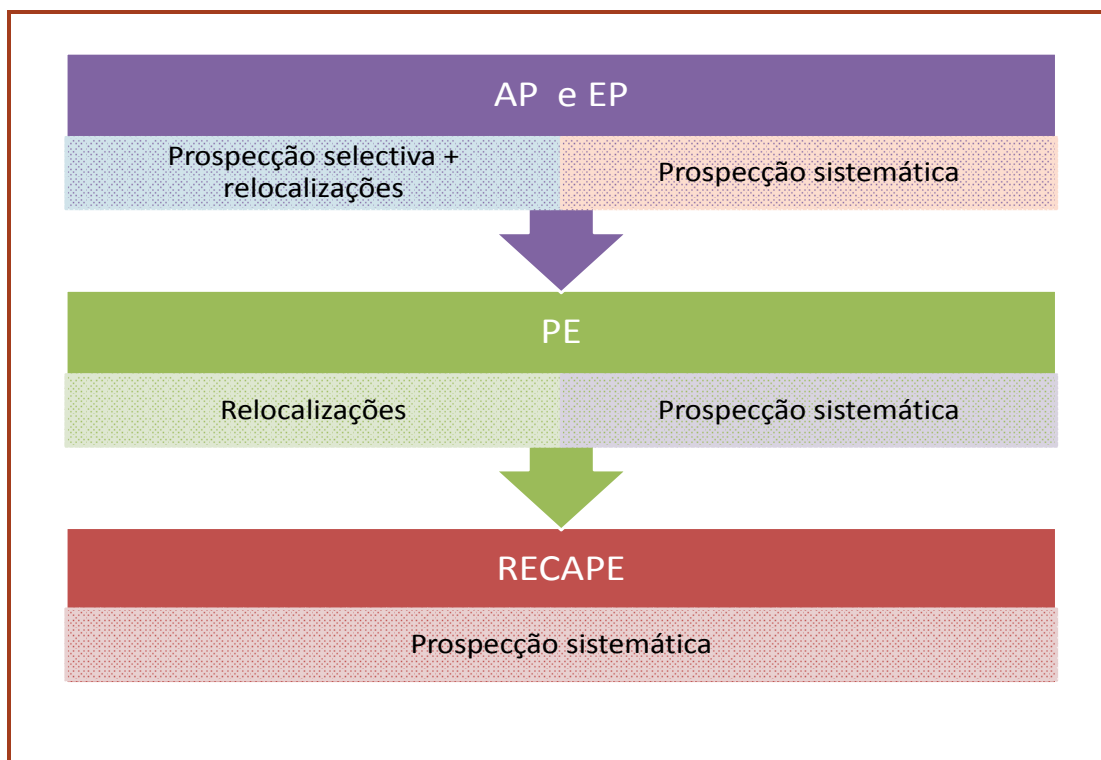 AP e EP
Prospecção selectiva +
relocalizações
Prospecção sistemática
PE
Relocalizações
Prospecção sistemática
RECAPE
Prospecção sistemática